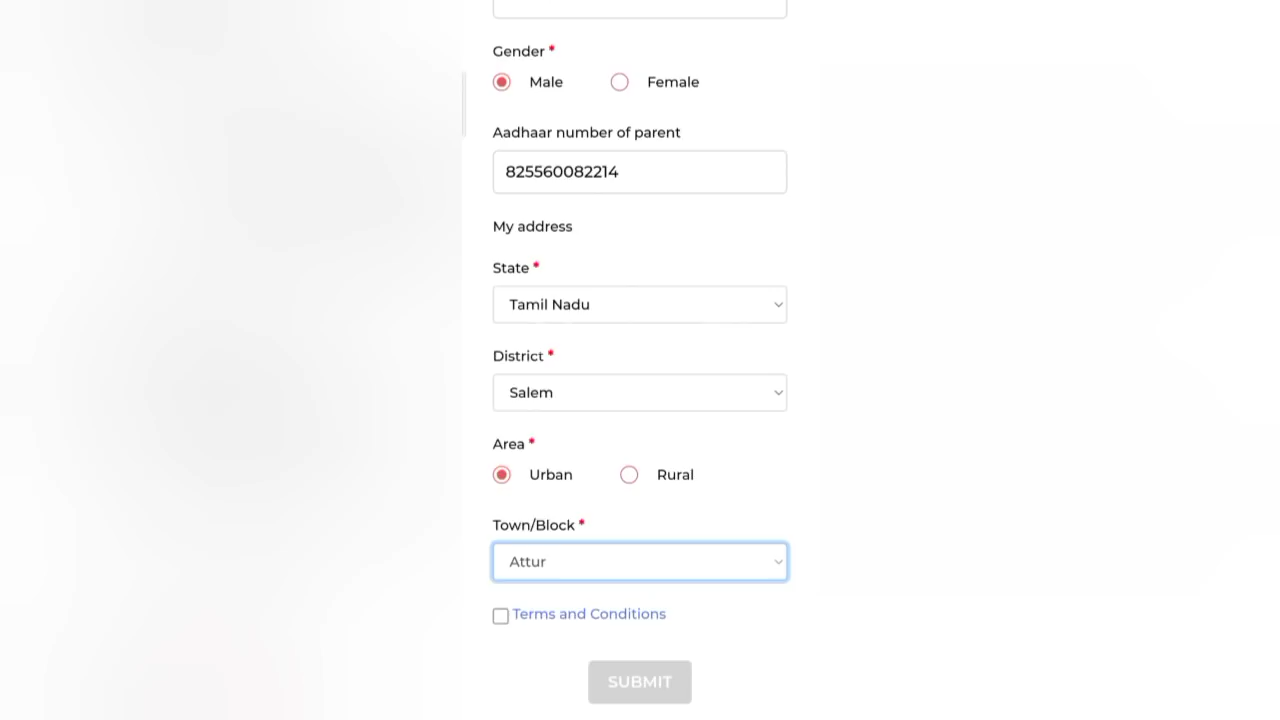 Gender *
Male Female
Aadhaar number of parent
825560082214
My address
State *
Tamil Nadu
District *
Salem
Area *
Urban Rural
Town/Block *
Attur
Terms and Conditions
SUBMIT